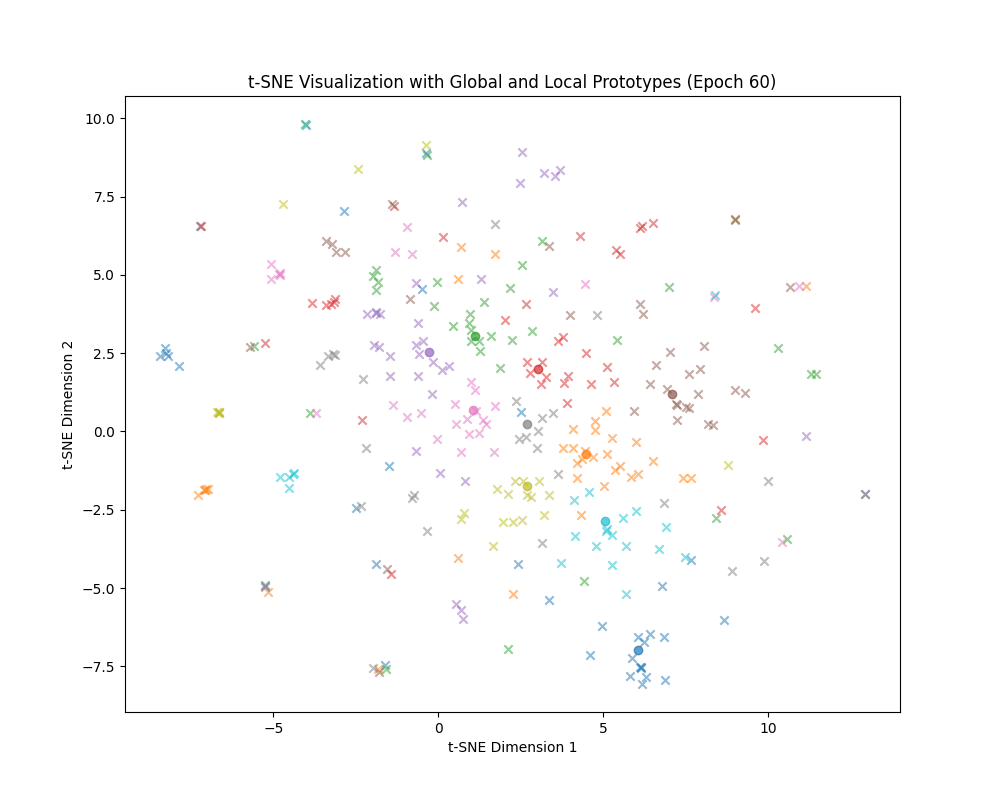 t-SNE Visualization with Global and Local Prototypes (Epoch 60)
10.0
7.5
5.0
2.5
0.0
−2.5
−5.0
−7.5
t-SNE Dimension 2
−5 0 5 10
t-SNE Dimension 1